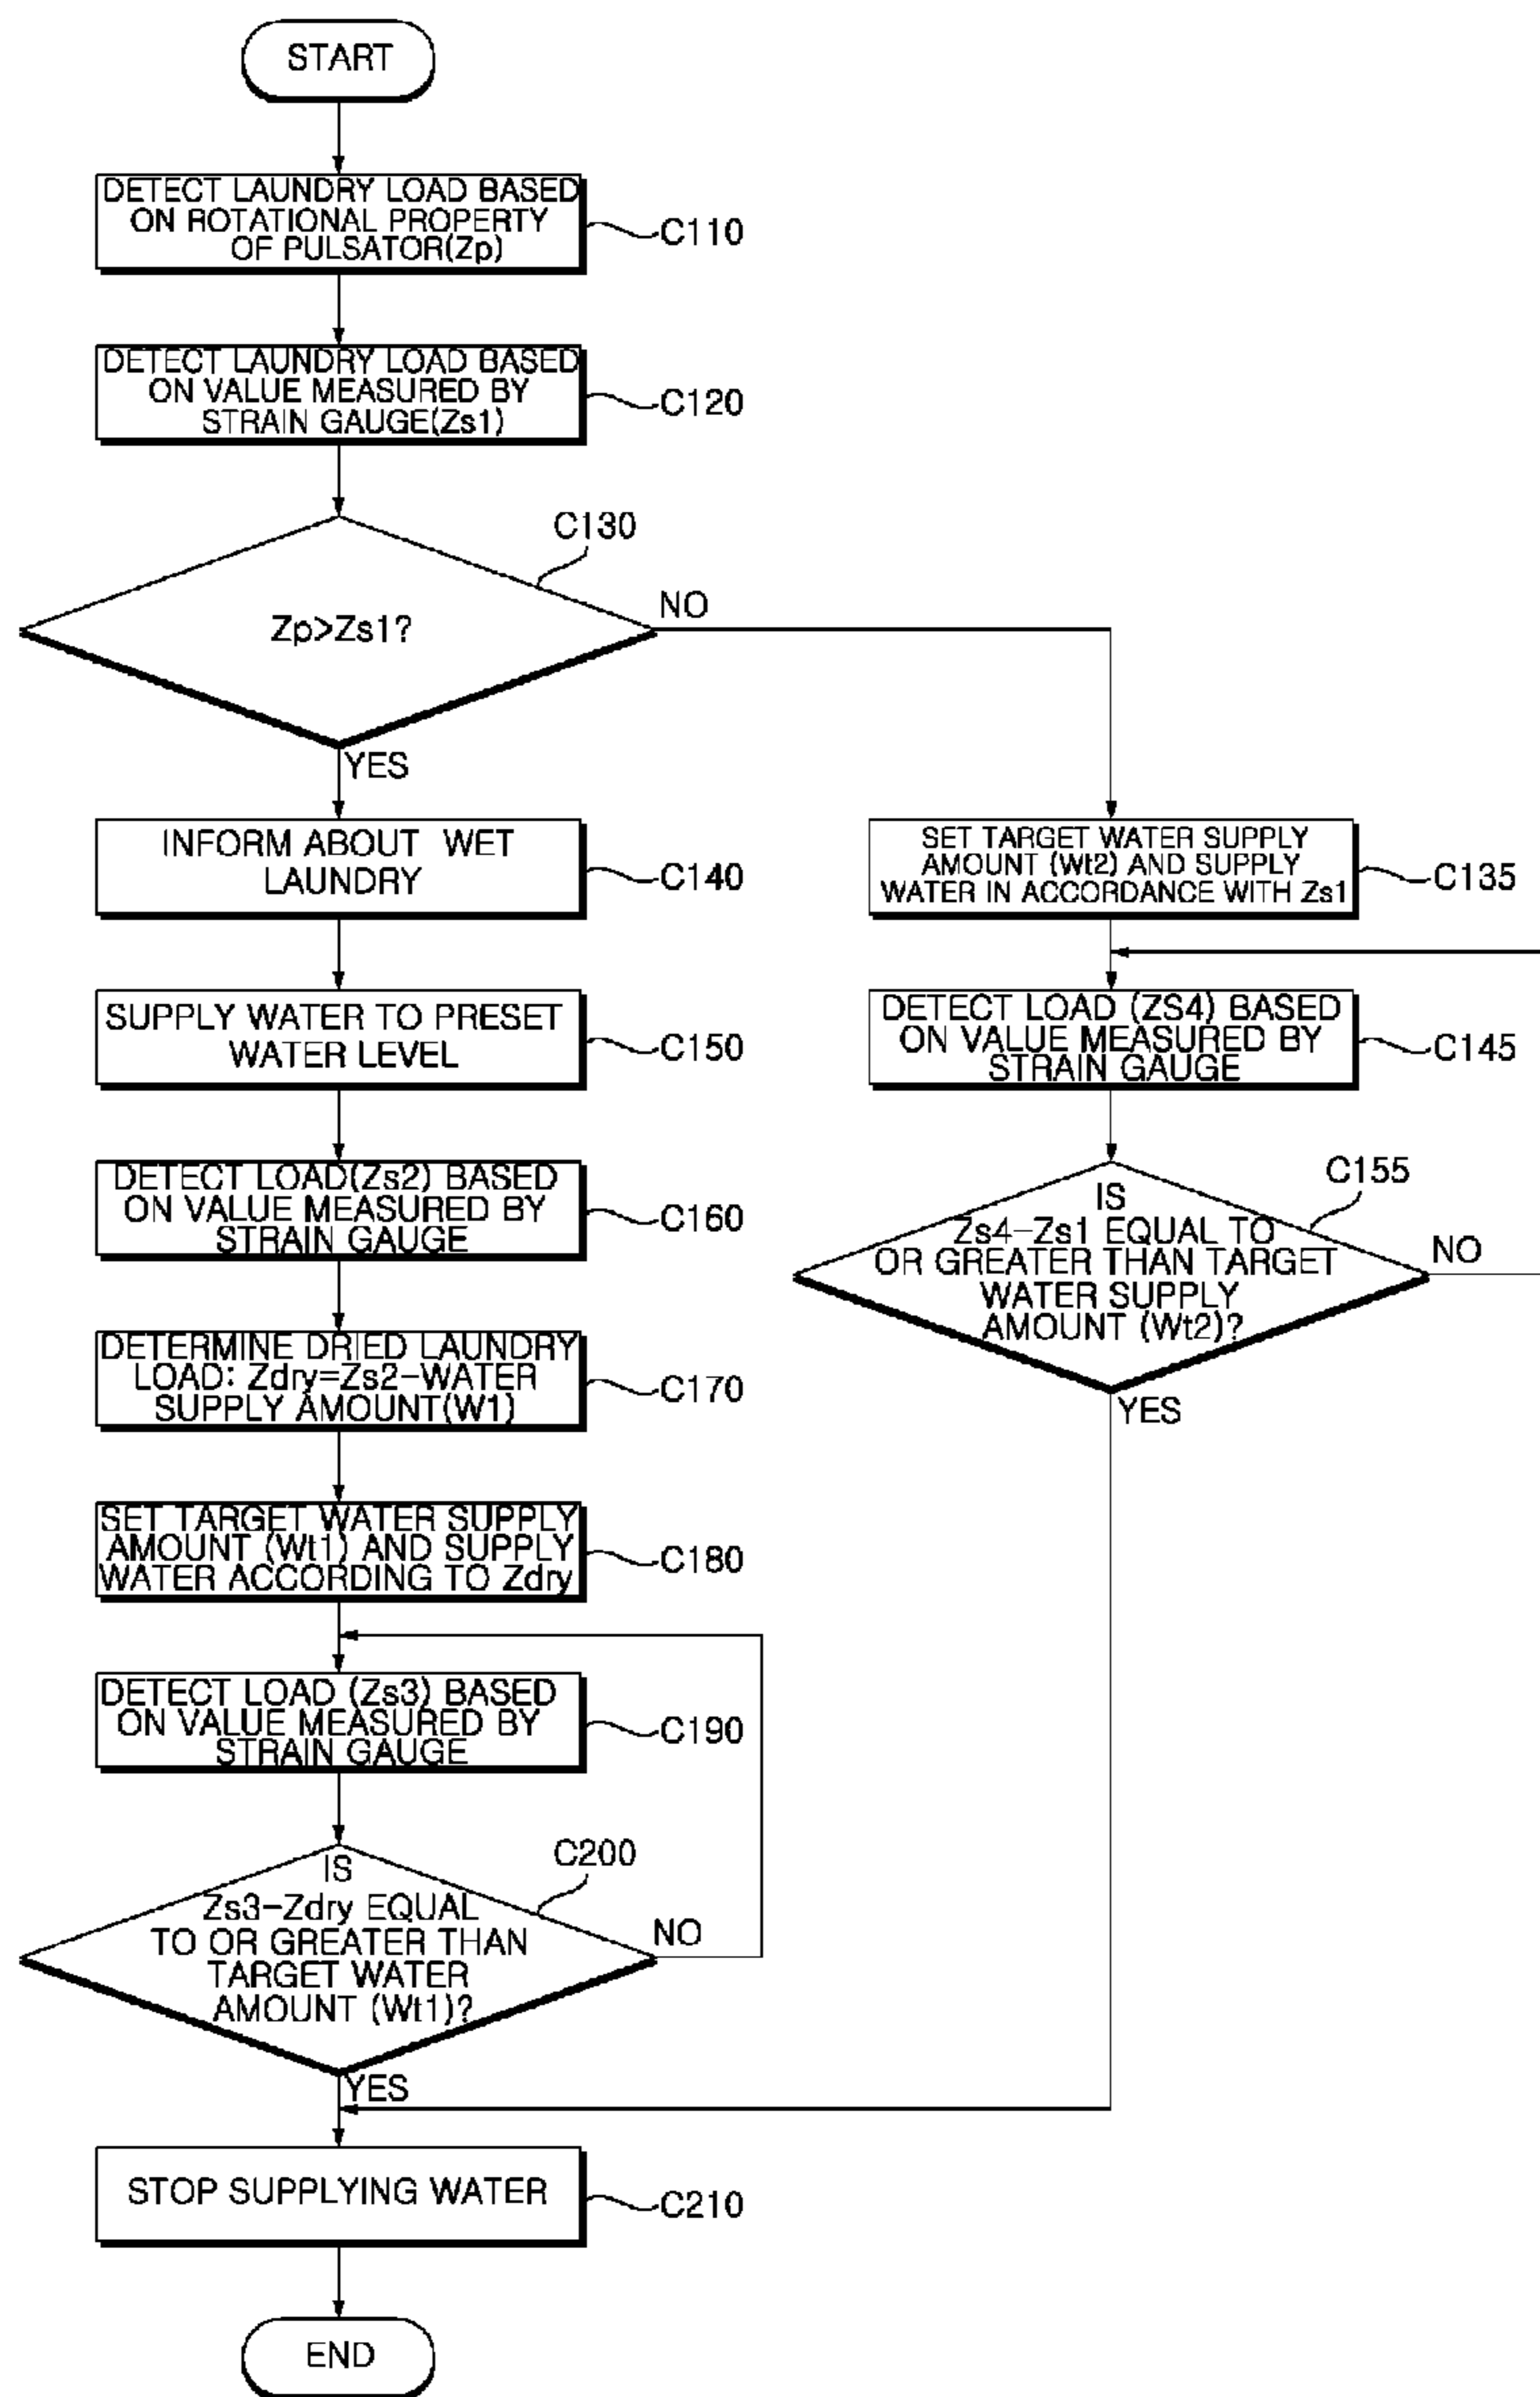 START
DETECT LAUNDRY LOAD BASED
ON ROTATIONAL PROPERTY
OF PULSATOR(Zp)
C110
DETECT LAUNDRY LOAD BASED
ON VALUE MEASURED BY
STRAIN GAUGE(Zs1)
C120
C130
Zp>Zs1?
NO
YES
INFORM ABOUT WET
LAUNDRY
C140
SET TARGET WATER SUPPLY
AMOUNT (Wt2) AND SUPPLY
WATER IN ACCORDANCE WITH Zs1
C135
SUPPLY WATER TO PRESET
WATER LEVEL
C150
DETECT LOAD (ZS4) BASED
ON VALUE MEASURED BY
STRAIN GAUGE
C145
DETECT LOAD(Zs2) BASED
ON VALUE MEASURED BY
STRAIN GAUGE
C160
C155
IS
Zs4-Zs1 EQUAL TO
OR GREATER THAN TARGET
WATER SUPPLY
AMOUNT (Wt2)?
NO
YES
DETERMINE DRIED LAUNDRY
LOAD: Zdry=Zs2-WATER
SUPPLY AMOUNT(W1)
C170
SET TARGET WATER SUPPLY
AMOUNT (Wt1) AND SUPPLY
WATER ACCORDING TO Zdry
C180
DETECT LOAD (Zs3) BASED
ON VALUE MEASURED BY
STRAIN GAUGE
C190
C200
IS
Zs3-Zdry EQUAL
TO OR GREATER THAN
TARGET WATER
AMOUNT (Wt1)?
NO
YES
STOP SUPPLYING WATER
C210
END